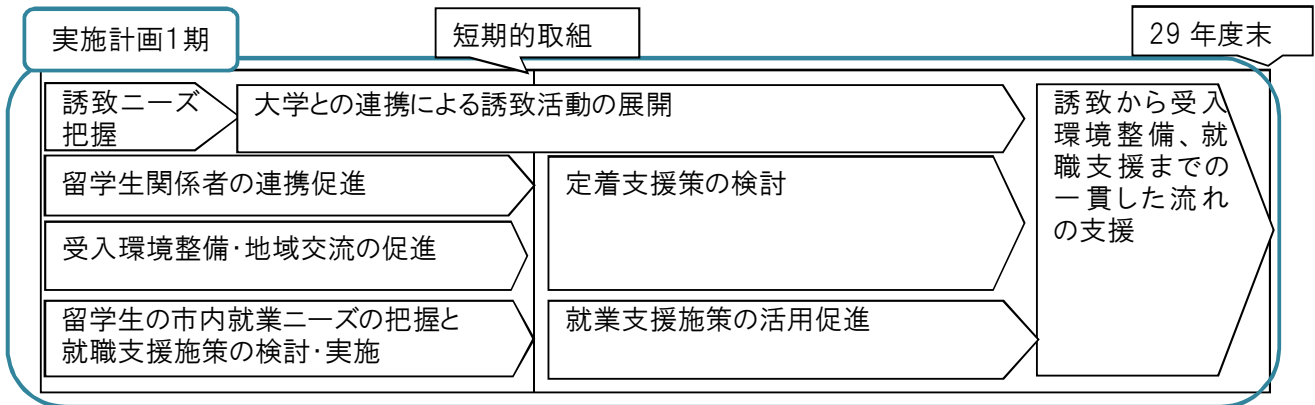 実施計画1期
短期的取組
29 年度末
誘致ニーズ
把握
大学との連携による誘致活動の展開
誘致から受入
環境整備、就
職支援までの
一貫した流れ
の支援
留学生関係者の連携促進
定着支援策の検討
受入環境整備・地域交流の促進
留学生の市内就業ニーズの把握と
就職支援施策の検討・実施
就業支援施策の活用促進